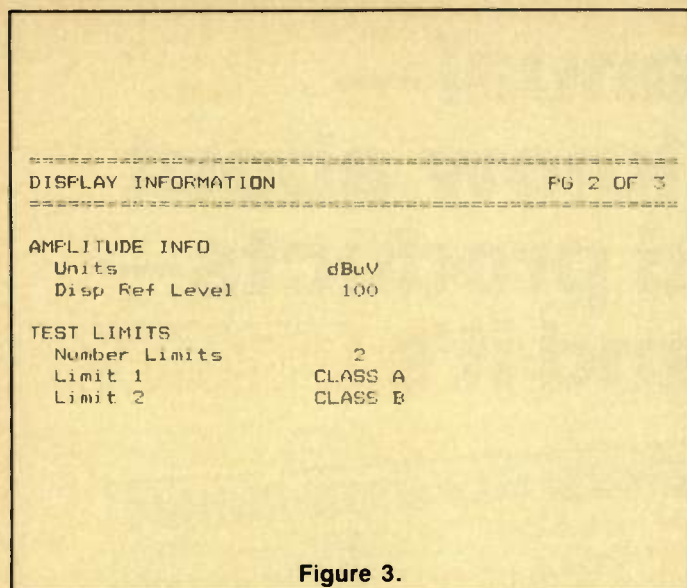 DISPLAY INFORMATION PG 2 OF 3
AMPLITUDE INFO
Units dBuV
Disp Ref Level 100
TEST LIMITS
Number Limits 2
Limit 1 CLASS A
Limit 2 CLASS B
Figure 3.